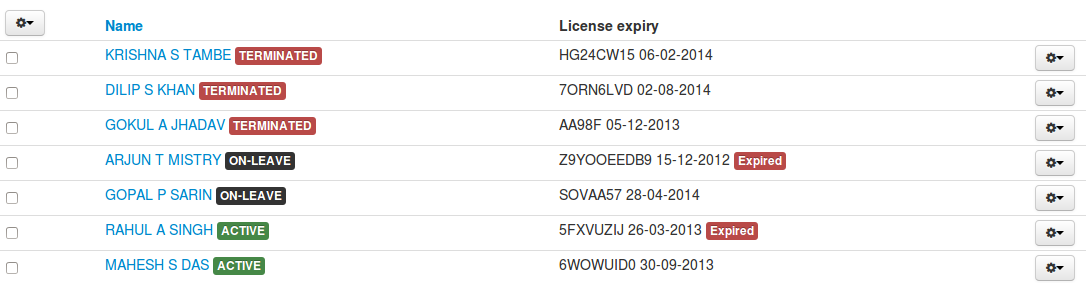 Name License expiry
KRISHNA S TAMBE TERMINATED HG24CW15 06-02-2014
DILIP S KHAN TERMINATED 7ORN6LVD 02-08-2014
GOKUL A JHADAV TERMINATED AA98F 05-12-2013
ARJUN T MISTRY ON-LEAVE Z9YOOEEDB9 15-12-2012 Expired
GOPAL P SARIN ON-LEAVE SOVAA57 28-04-2014
RAHUL A SINGH ACTIVE 5FXVUZIJ 26-03-2013 Expired
MAHESH S DAS ACTIVE 6WOWUID0 30-09-2013